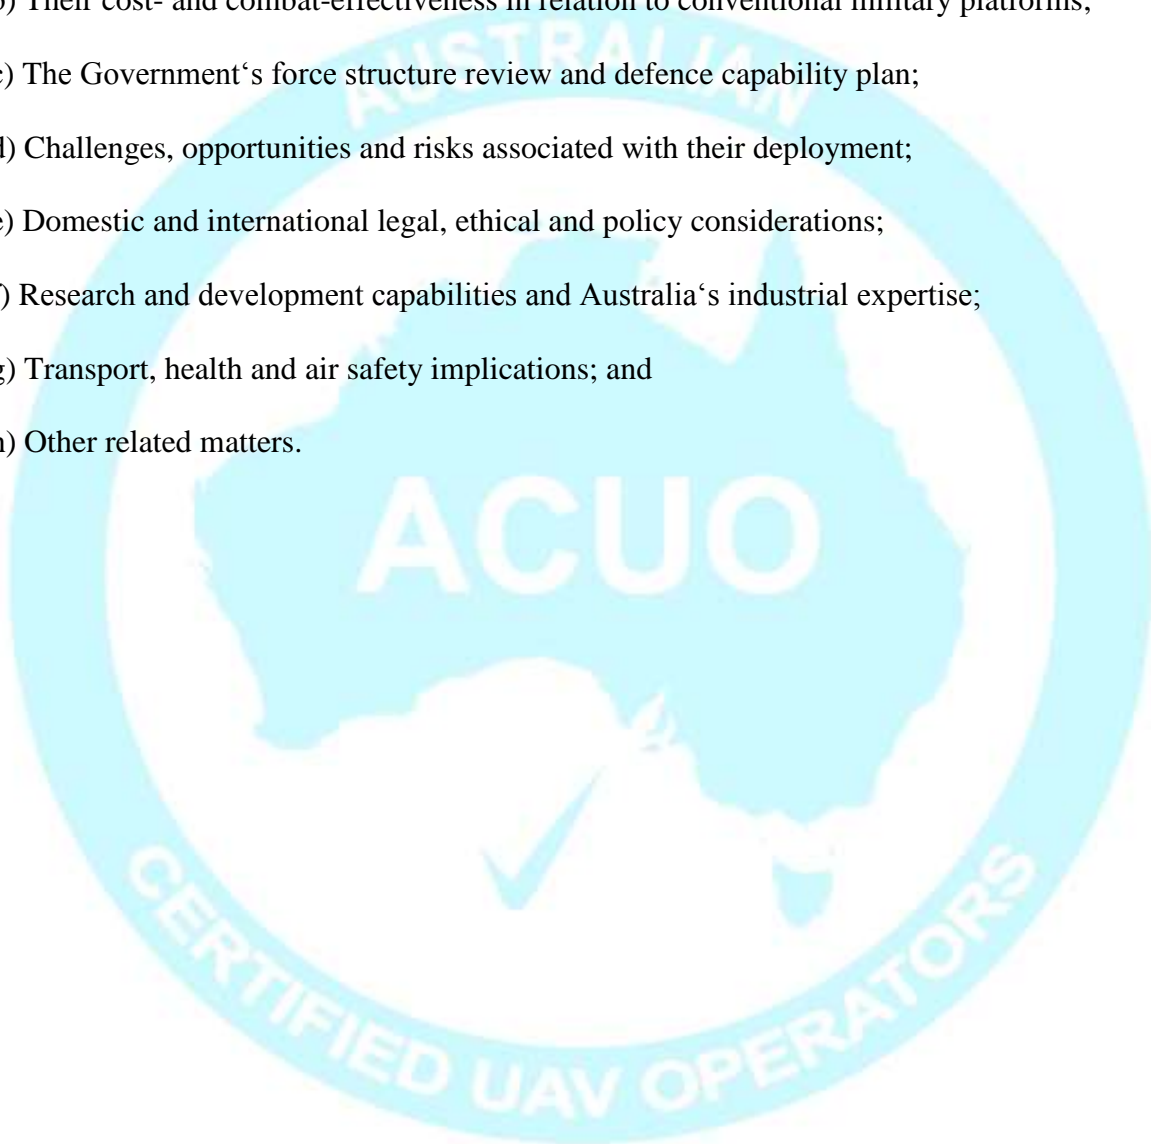 b) Their cost- and combat-effectiveness in relation to conventional military platforms;
AUSTRALIAN
c) The Government‘s force structure review and defence capability plan;
d) Challenges, opportunities and risks associated with their deployment;
e) Domestic and international legal, ethical and policy considerations;
f) Research and development capabilities and Australia‘s industrial expertise;
g) Transport, health and air safety implications; and
h) Other related matters.
ACUO
CERTIFIED UAV OPERATORS